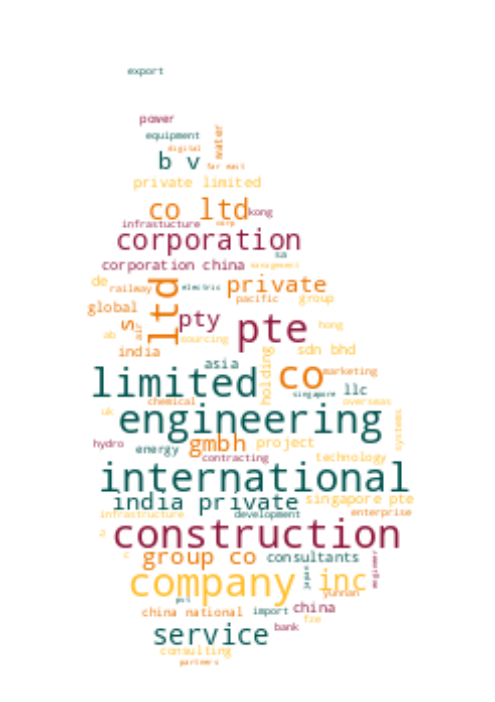 export
power
equipment
water
digital
b v
far east
private limited
co ltd
kong
infrastucture
corp
corporation
sa
corporation china
management
de
railway
electric
private
ltd
pacific
group
global
s
pty
pte
hong
air
ab
sourcing
india
holding
sdn bhd
asia
limited
co
marketing
singapore
llc
chemical
overseas
uk
engineering
systems
hydro
energy
gmbh
project
contracting
technology
international
india private
singapore pte
infrastructure
development
enterprise
construction
c
group co
consultants
engineer
company
japan
inc
yunnan
china national
import
china
fze
bank
service
consulting
partners